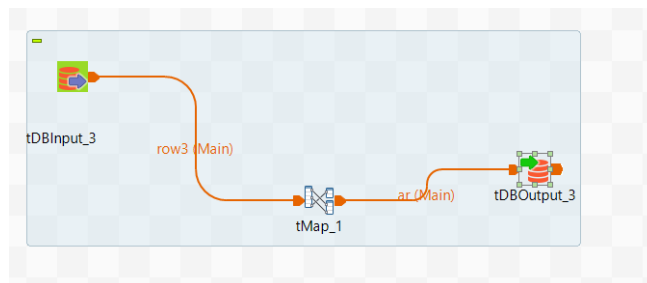 tDBInput_3
row3 (Main)
tMap_1
ar (Main)
tDBOutput_3